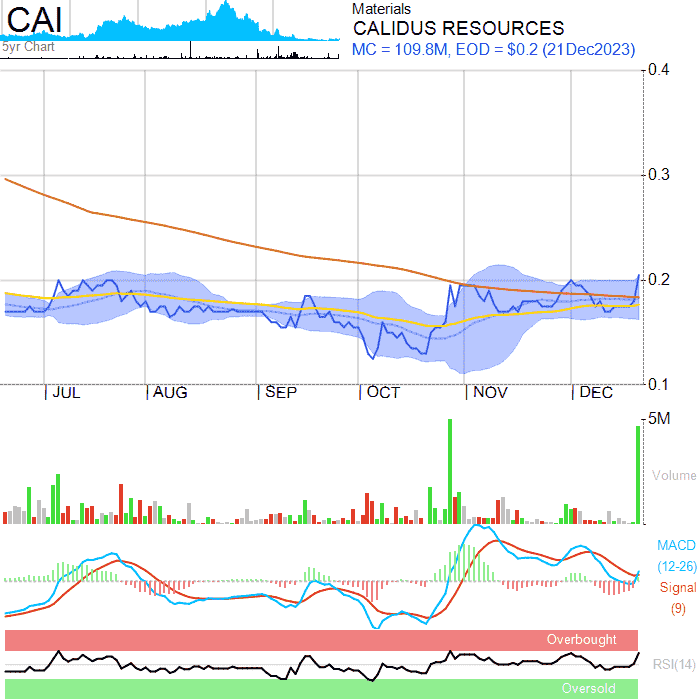 CAI
5yr Chart
Materials
CALIDUS RESOURCES
MC = 109.8M, EOD = $0.2 (21Dec2023)
0.4
0.3
0.2
0.1
JUL
AUG
SEP
OCT
NOV
DEC
5M
Volume
MACD
(12-26)
Signal
(9)
Overbought
RSI(14)
Oversold